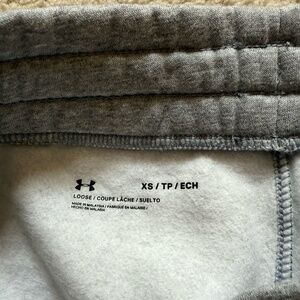 XS / TP / ECH
LOOSE / COUPE LÂCHE / SUELTO
MADE IN MALAYSIA / FABRIQUÉ EN MALAISIE /
HECHO EN MALASIA